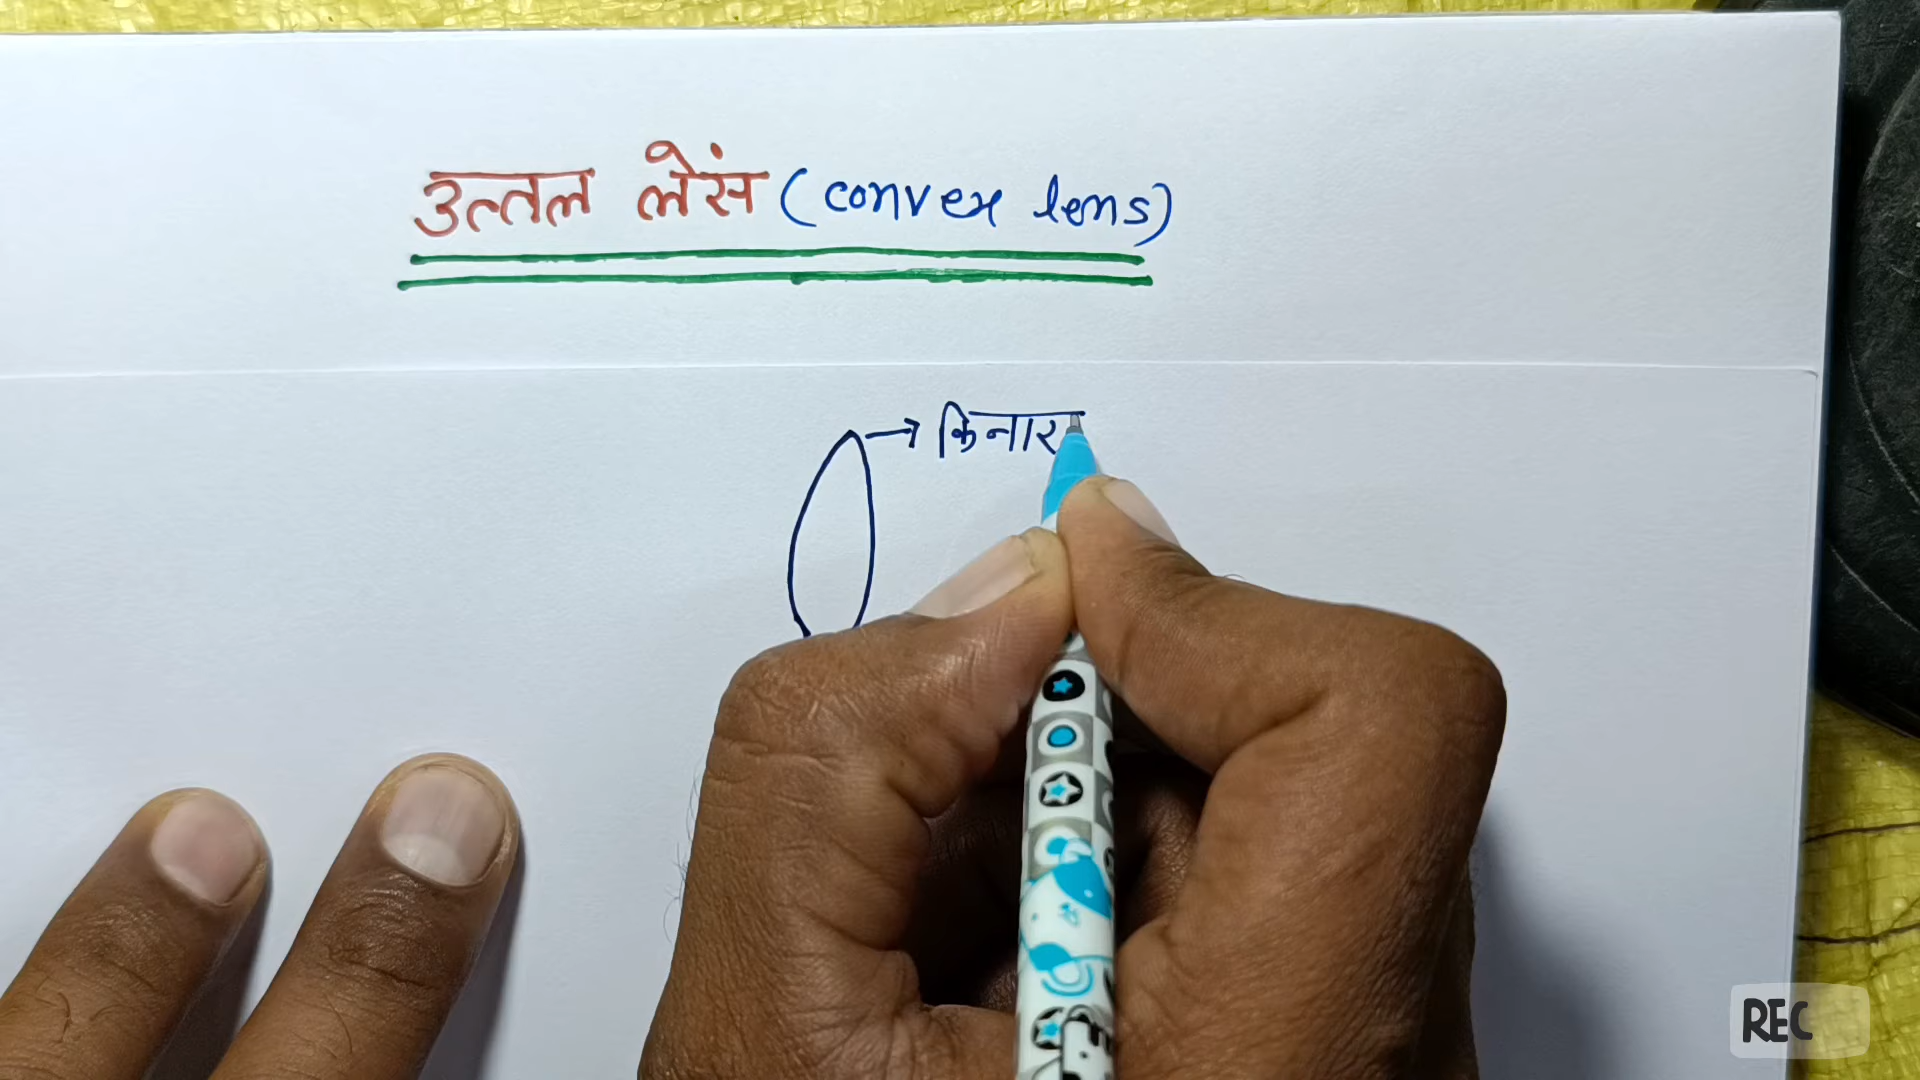 उत्तल लेंस (convex lens)
→ किनार
REC